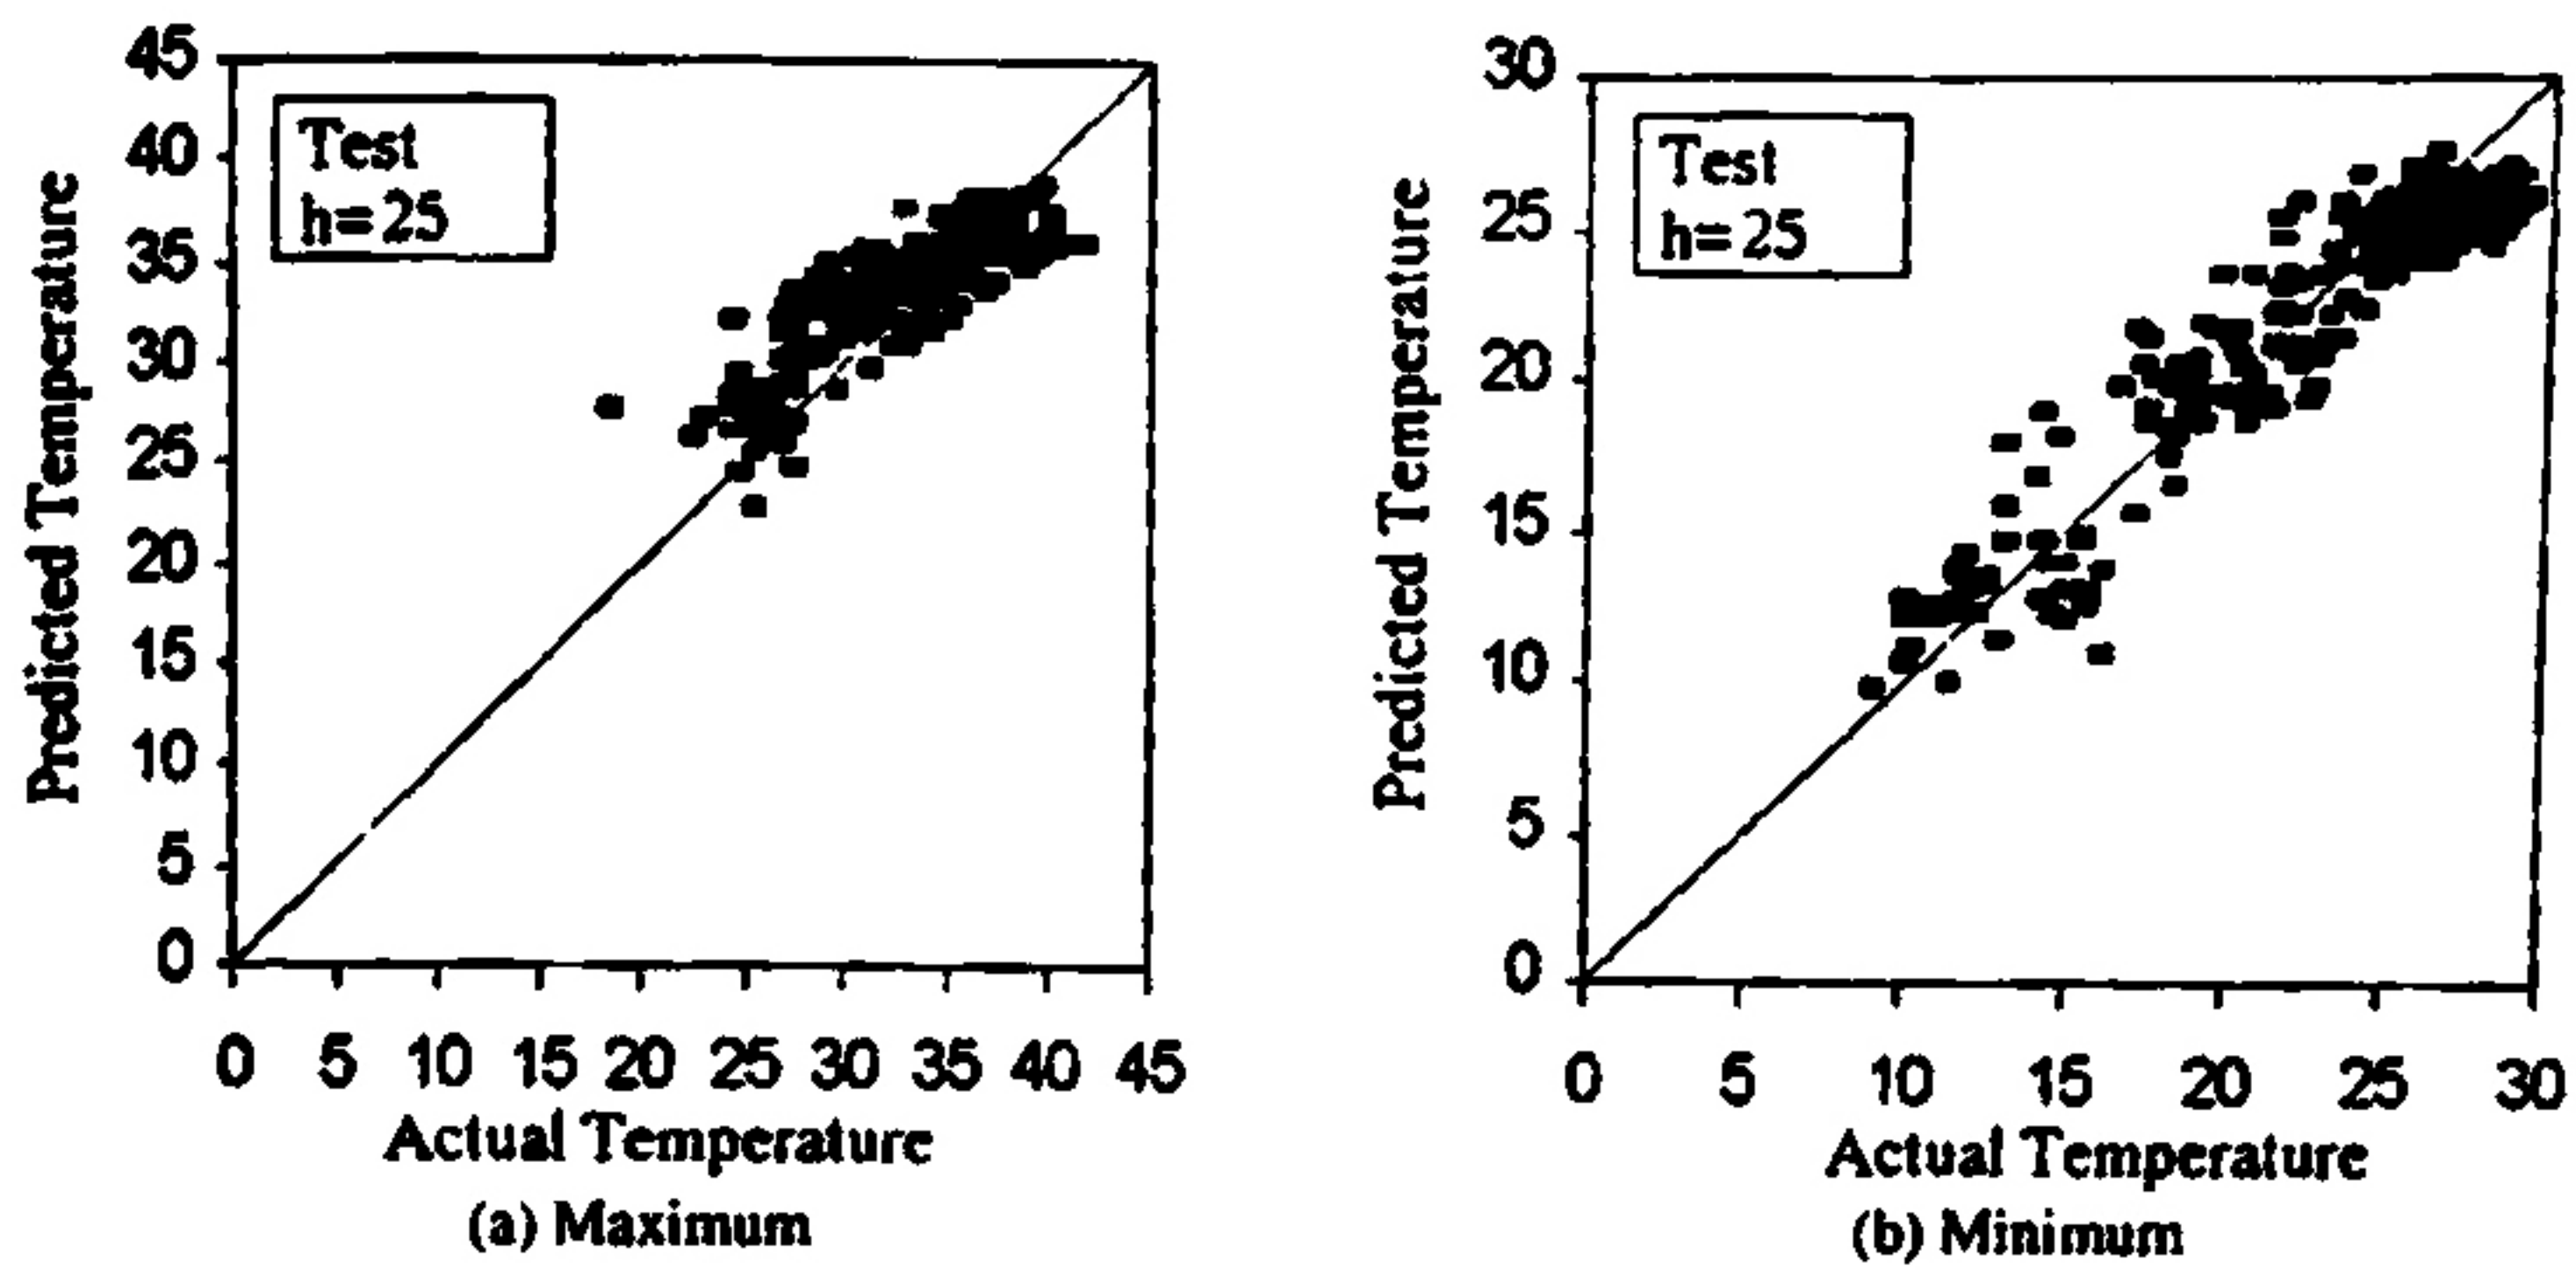 45
40
35
30
25
20
15
10
5
0
Predicted Temperature
Test
h=25
0 5 10 15 20 25 30 35 40 45
Actual Temperature
(a) Maximum
30
25
20
15
10
5
0
Predicted Temperature
Test
h=25
0 5 10 15 20 25 30
Actual Temperature
(b) Minimum